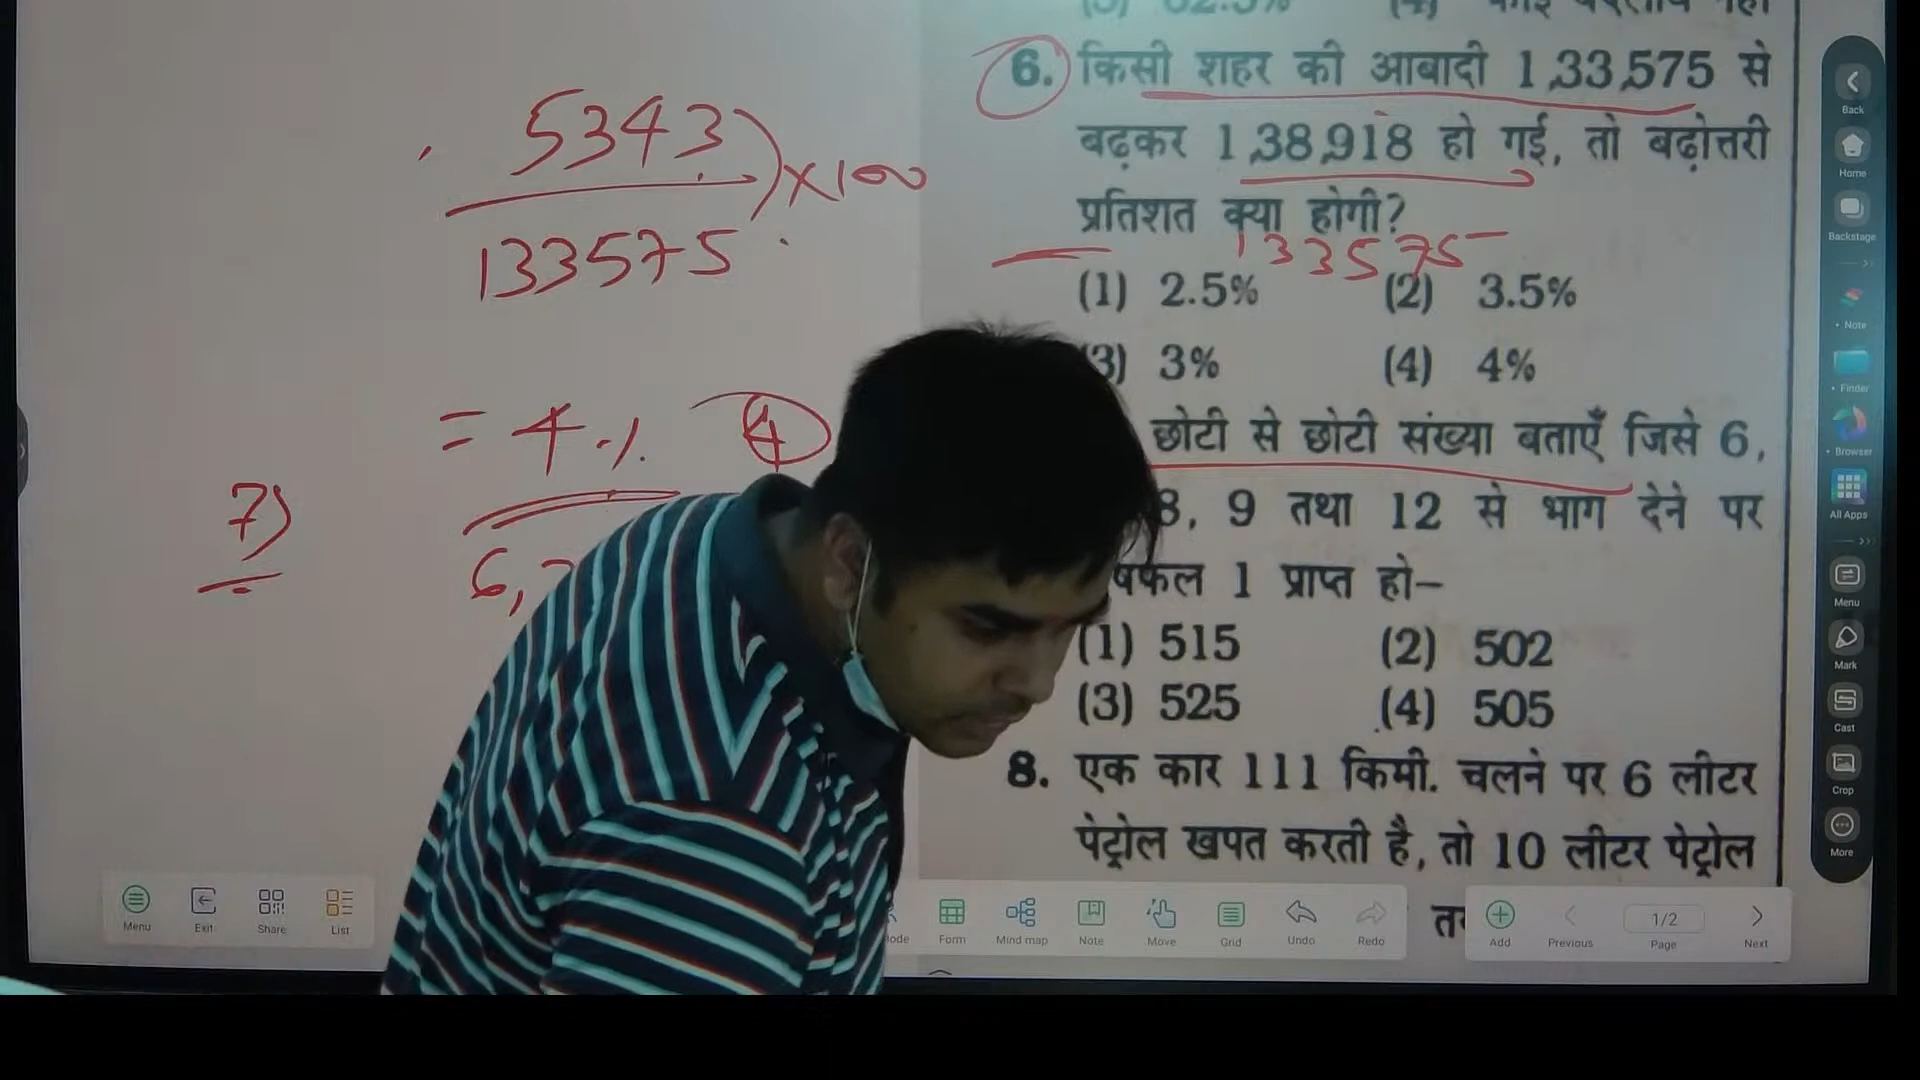 6. किसी शहर की आबादी 1,33,575 से
बढ़कर 1,38,918 हो गई, तो बढ़ोत्तरी
प्रतिशत क्या होगी?
133575
(1) 2.5% (2) 3.5%
(3) 3% (4) 4%
छोटी से छोटी संख्या बताएँ जिसे 6,
8, 9 तथा 12 से भाग देने पर
1 प्राप्त हो–
(1) 515 (2) 502
(3) 525 (4) 505
8. एक कार 111 किमी. चलने पर 6 लीटर
पेट्रोल खपत करती है, तो 10 लीटर पेट्रोल
5343
133575
)×100
= 4% (4)
7)
6,
Back
Home
Backstage
Note
Finder
Browser
All Apps
Menu
Mark
Cast
Crop
More
Menu Exit Share List
Form Mind map Note Move Grid Undo Redo
Add Previous 1/2 Page Next